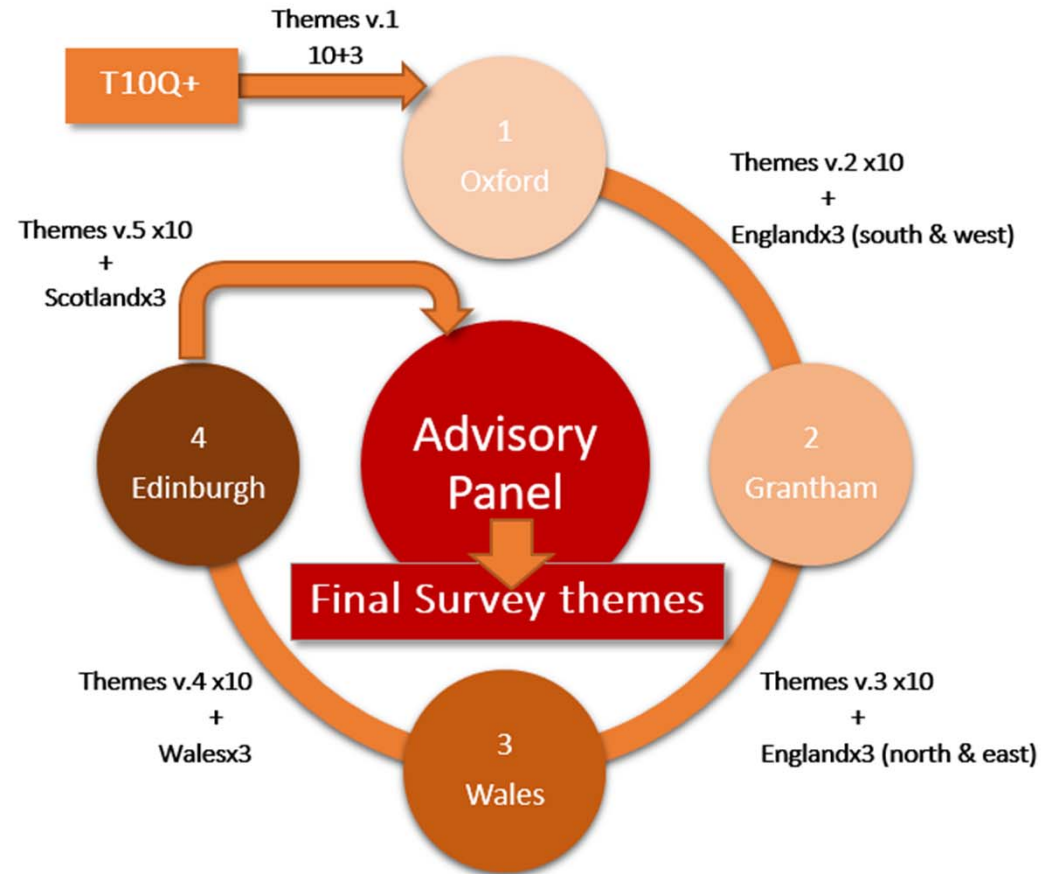 Themes v.1
10+3
T10Q+
1
Oxford
Themes v.2 x10
+
Englandx3 (south & west)
Themes v.5 x10
+
Scotlandx3
Advisory
Panel
4
Edinburgh
2
Grantham
Final Survey themes
Themes v.4 x10
+
Walesx3
Themes v.3 x10
+
Englandx3 (north & east)
3
Wales